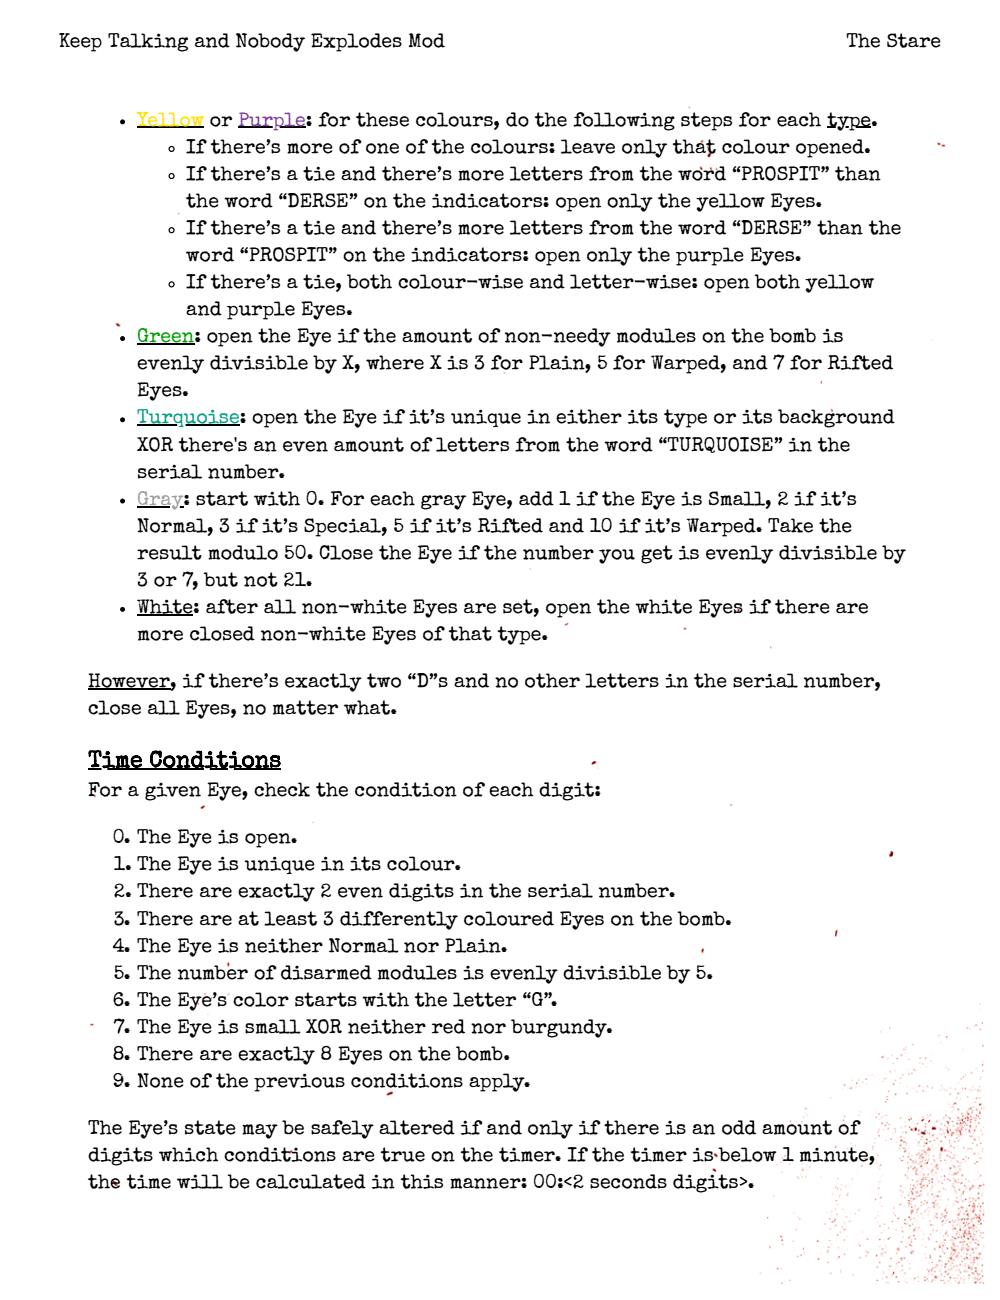 Keep Talking and Nobody Explodes Mod The Stare
• Yellow or Purple: for these colours, do the following steps for each type.
◦ If there's more of one of the colours: leave only that colour opened.
◦ If there's a tie and there's more letters from the word “PROSPIT” than
the word “DERSE” on the indicators: open only the yellow Eyes.
◦ If there's a tie and there's more letters from the word “DERSE” than the
word “PROSPIT” on the indicators: open only the purple Eyes.
◦ If there's a tie, both colour-wise and letter-wise: open both yellow
and purple Eyes.
• Green: open the Eye if the amount of non-needy modules on the bomb is
evenly divisible by X, where X is 3 for Plain, 5 for Warped, and 7 for Rifted
Eyes.
• Turquoise: open the Eye if it's unique in either its type or its background
XOR there's an even amount of letters from the word “TURQUOISE” in the
serial number.
• Gray: start with 0. For each gray Eye, add 1 if the Eye is Small, 2 if it's
Normal, 3 if it's Special, 5 if it's Rifted and 10 if it's Warped. Take the
result modulo 50. Close the Eye if the number you get is evenly divisible by
3 or 7, but not 21.
• White: after all non-white Eyes are set, open the white Eyes if there are
more closed non-white Eyes of that type.
However, if there's exactly two “D”s and no other letters in the serial number,
close all Eyes, no matter what.
Time Conditions
For a given Eye, check the condition of each digit:
0. The Eye is open.
1. The Eye is unique in its colour.
2. There are exactly 2 even digits in the serial number.
3. There are at least 3 differently coloured Eyes on the bomb.
4. The Eye is neither Normal nor Plain.
5. The number of disarmed modules is evenly divisible by 5.
6. The Eye's color starts with the letter “G”.
7. The Eye is small XOR neither red nor burgundy.
8. There are exactly 8 Eyes on the bomb.
9. None of the previous conditions apply.
The Eye's state may be safely altered if and only if there is an odd amount of
digits which conditions are true on the timer. If the timer is below 1 minute,
the time will be calculated in this manner: 00:<2 seconds digits>.